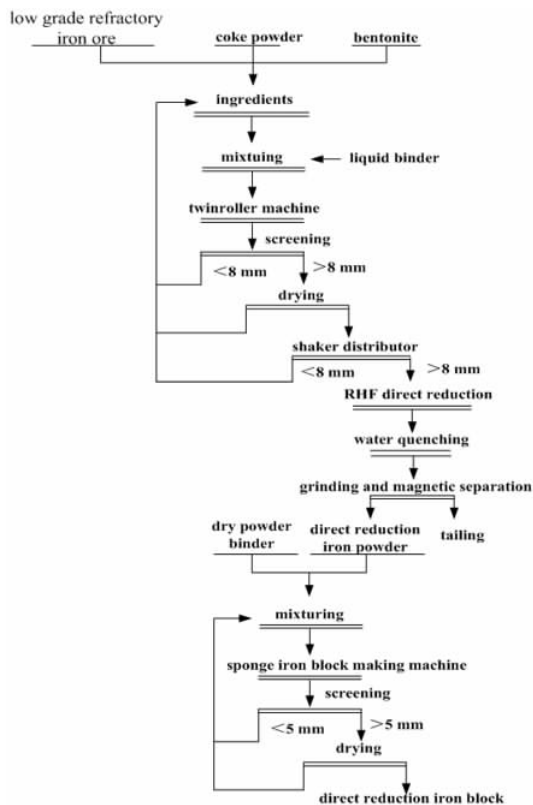 low grade refractory
iron ore
coke powder
bentonite
ingredients
mixtuing
liquid binder
twinroller machine
screening
<8 mm
>8 mm
drying
shaker distributor
<8 mm
>8 mm
RHF direct reduction
water quenching
grinding and magnetic separation
dry powder
binder
direct reduction
iron powder
tailing
mixturing
sponge iron block making machine
screening
<5 mm
>5 mm
drying
direct reduction iron block